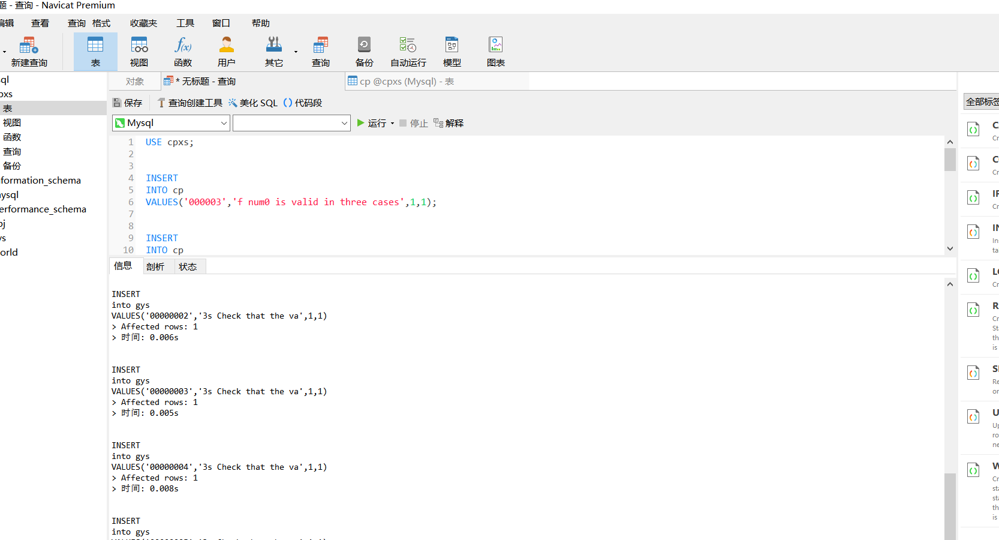 题 - 查询 - Navicat Premium
编辑 查看 查询 格式 收藏夹 工具 窗口 帮助
新建查询 表 视图 函数 用户 其它 查询 备份 自动运行 模型 图表
对象 * 无标题 - 查询 cp @cpxs (Mysql) - 表
保存 查询创建工具 美化 SQL 代码段
Mysql 运行 停止 解释
ql
pxs
表
视图
函数
查询
备份
formation_schema
ysql
erformance_schema
j
s
orld
1 USE cpxs;
2
3
4 INSERT
5 INTO cp
6 VALUES('000003','f num0 is valid in three cases',1,1);
7
8
9 INSERT
10 INTO cp
信息 剖析 状态
INSERT
into gys
VALUES('00000002','3s Check that the va',1,1)
> Affected rows: 1
> 时间: 0.006s
INSERT
into gys
VALUES('00000003','3s Check that the va',1,1)
> Affected rows: 1
> 时间: 0.005s
INSERT
into gys
VALUES('00000004','3s Check that the va',1,1)
> Affected rows: 1
> 时间: 0.008s
INSERT
into gys
全部标签
C
Cr
C
Cr
IF
Cr
IN
In
ta
Cr
R
Cr
St
th
is
Re
or
U
Up
ro
ne
W
Cr
sta
sta
th
is